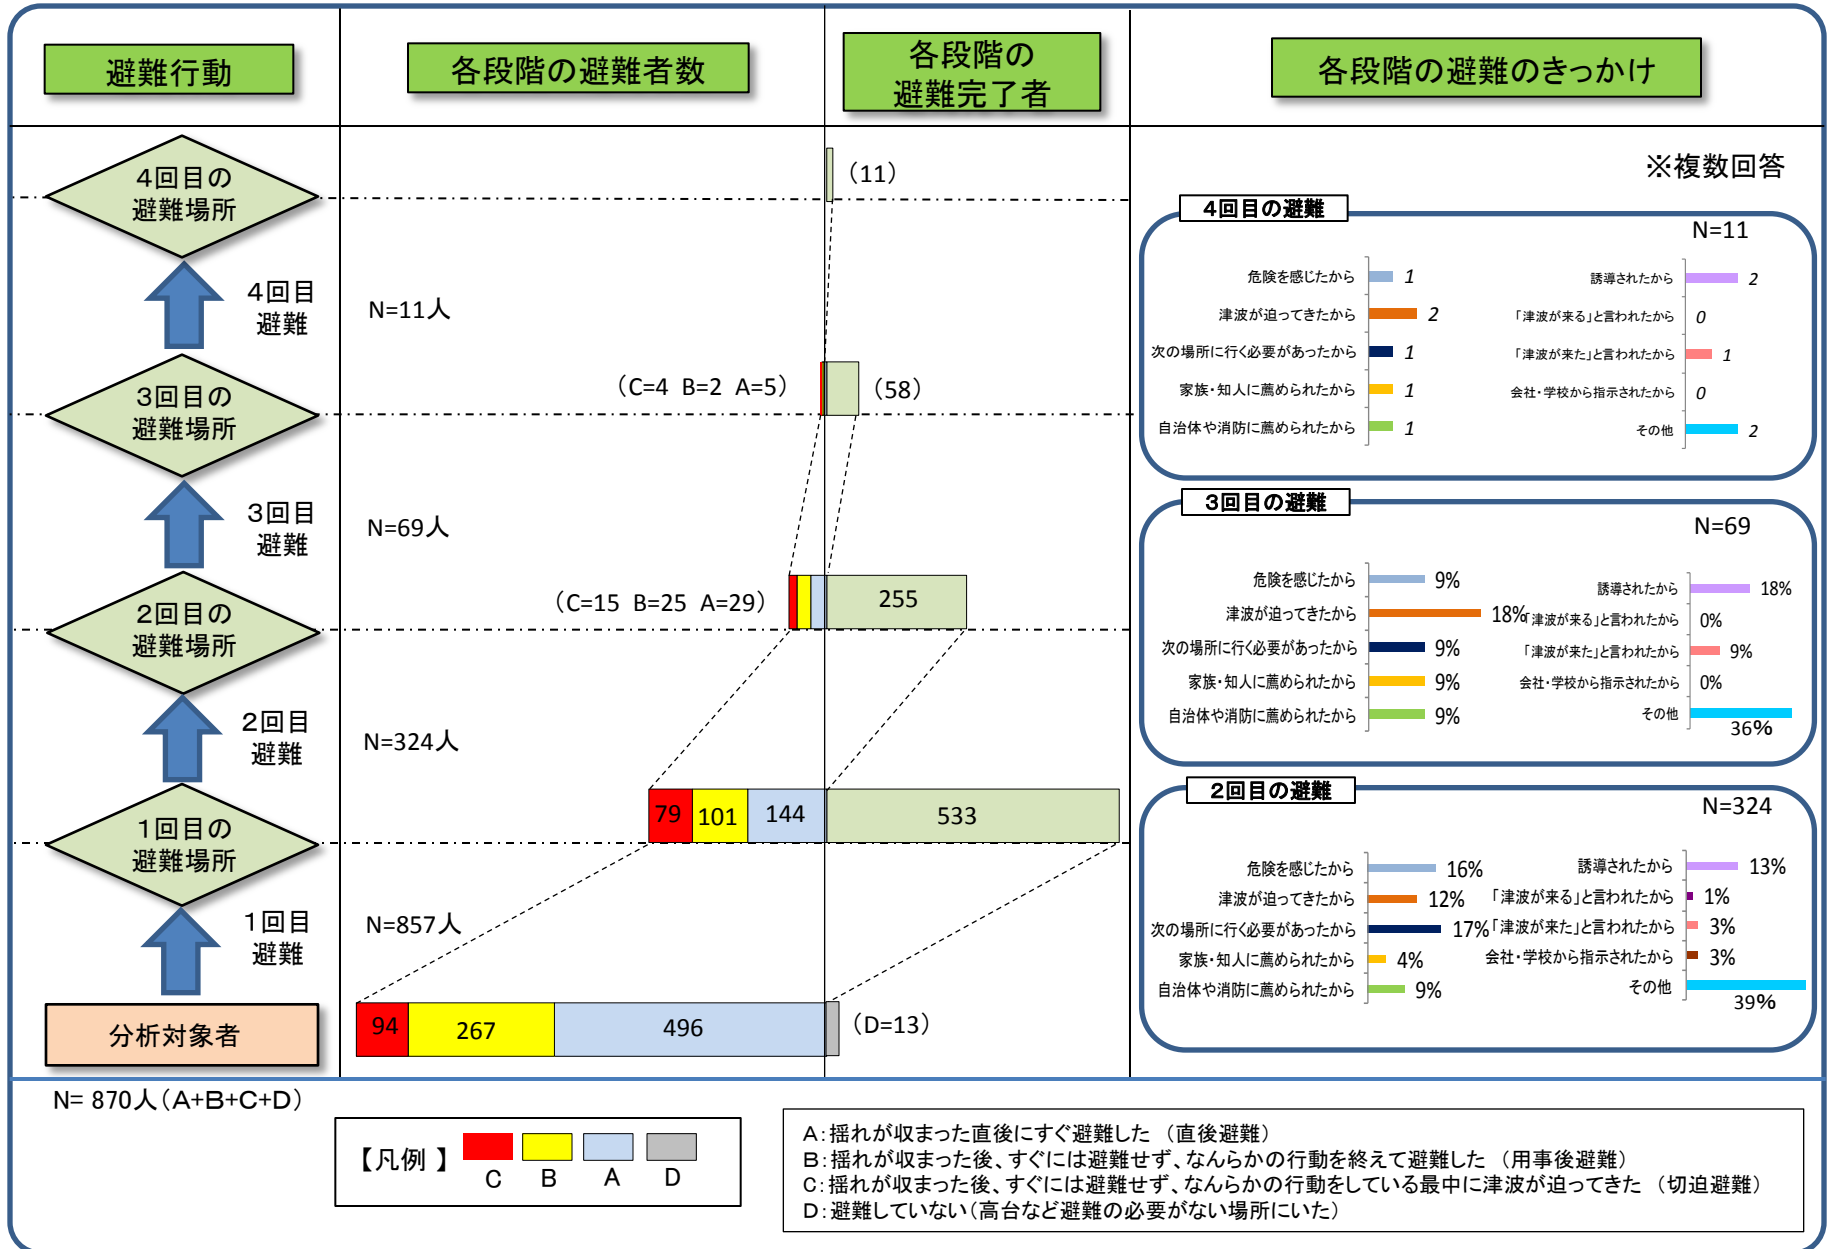 避難行動
各段階の避難者数
各段階の
避難完了者
各段階の避難のきっかけ
4回目の
避難場所
4回目
避難
3回目の
避難場所
3回目
避難
2回目の
避難場所
2回目
避難
1回目の
避難場所
1回目
避難
分析対象者
N= 870人(A+B+C+D)
(11)
N=11人
(C=4 B=2 A=5)
(58)
N=69人
(C=15 B=25 A=29)
255
N=324人
79
101
144
533
N=857人
94
267
496
(D=13)
※複数回答
4回目の避難
N=11
危険を感じたから 1
津波が迫ってきたから 2
次の場所に行く必要があったから 1
家族・知人に薦められたから 1
自治体や消防に薦められたから 1
誘導されたから 2
「津波が来る」と言われたから 0
「津波が来た」と言われたから 1
会社・学校から指示されたから 0
その他 2
3回目の避難
N=69
危険を感じたから 9%
津波が迫ってきたから 18%
次の場所に行く必要があったから 9%
家族・知人に薦められたから 9%
自治体や消防に薦められたから 9%
誘導されたから 18%
「津波が来る」と言われたから 0%
「津波が来た」と言われたから 9%
会社・学校から指示されたから 0%
その他 36%
2回目の避難
N=324
危険を感じたから 16%
津波が迫ってきたから 12%
次の場所に行く必要があったから 17%
家族・知人に薦められたから 4%
自治体や消防に薦められたから 9%
誘導されたから 13%
「津波が来る」と言われたから 1%
「津波が来た」と言われたから 3%
会社・学校から指示されたから 3%
その他 39%
【凡例 】
C B A D
A:揺れが収まった直後にすぐ避難した (直後避難)
B:揺れが収まった後、すぐには避難せず、なんらかの行動を終えて避難した (用事後避難)
C:揺れが収まった後、すぐには避難せず、なんらかの行動をしている最中に津波が迫ってきた (切迫避難)
D:避難していない(高台など避難の必要がない場所にいた)